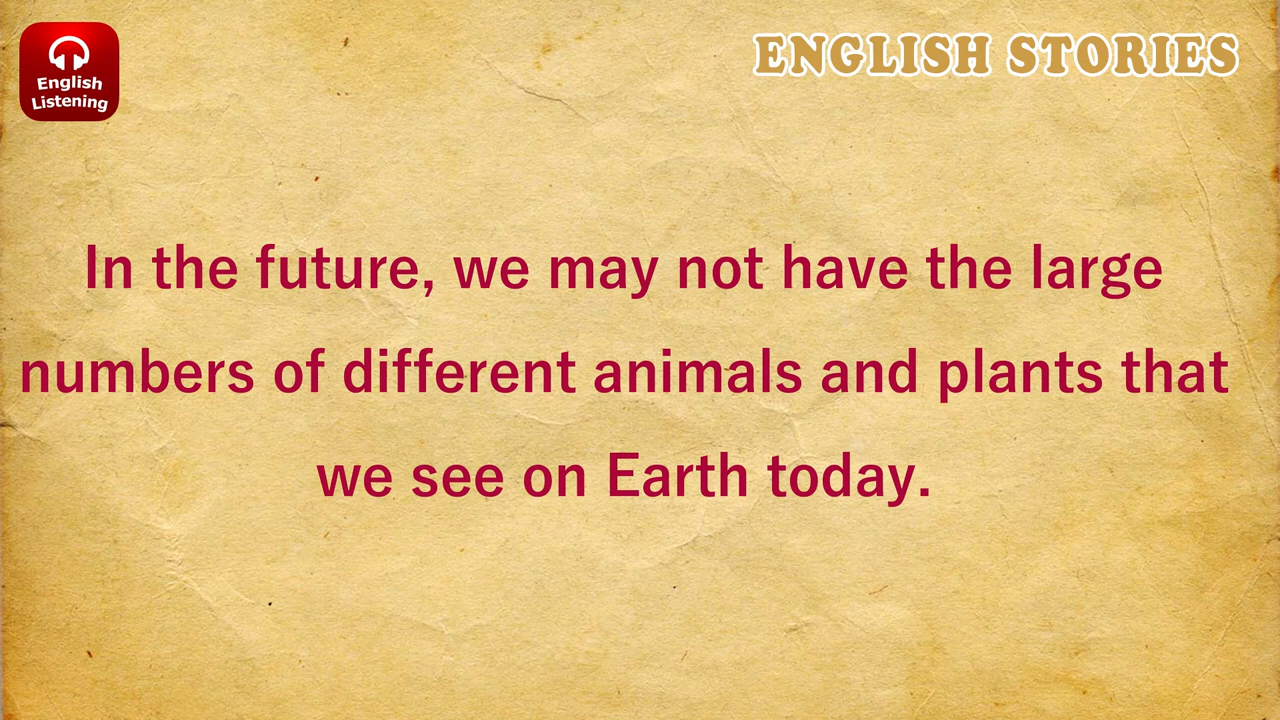 English
Listening
ENGLISH STORIES
In the future, we may not have the large
numbers of different animals and plants that
we see on Earth today.